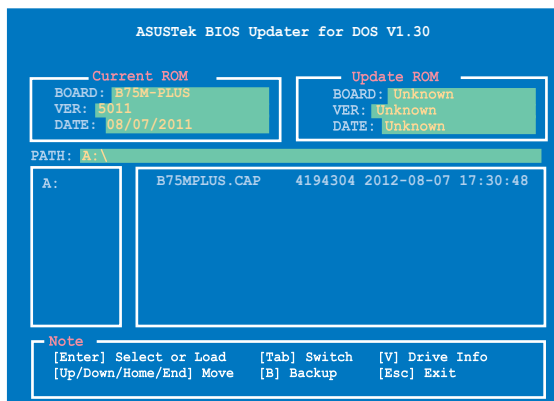 ASUSTek BIOS Updater for DOS V1.30
Current ROM
BOARD: B75M-PLUS
VER: 5011
DATE: 08/07/2011
Update ROM
BOARD: Unknown
VER: Unknown
DATE: Unknown
PATH: A:\
A:
B75MPLUS.CAP 4194304 2012-08-07 17:30:48
Note
[Enter] Select or Load [Tab] Switch [V] Drive Info
[Up/Down/Home/End] Move [B] Backup [Esc] Exit